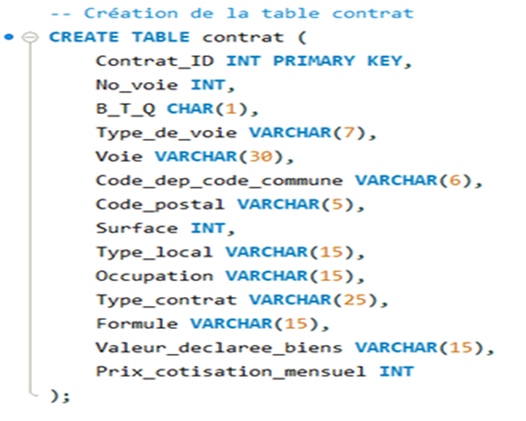 -- Création de la table contrat
CREATE TABLE contrat (
Contrat_ID INT PRIMARY KEY,
No_voie INT,
B_T_Q CHAR(1),
Type_de_voie VARCHAR(7),
Voie VARCHAR(30),
Code_dep_code_commune VARCHAR(6),
Code_postal VARCHAR(5),
Surface INT,
Type_local VARCHAR(15),
Occupation VARCHAR(15),
Type_contrat VARCHAR(25),
Formule VARCHAR(15),
Valeur_declaree_biens VARCHAR(15),
Prix_cotisation_mensuel INT
);